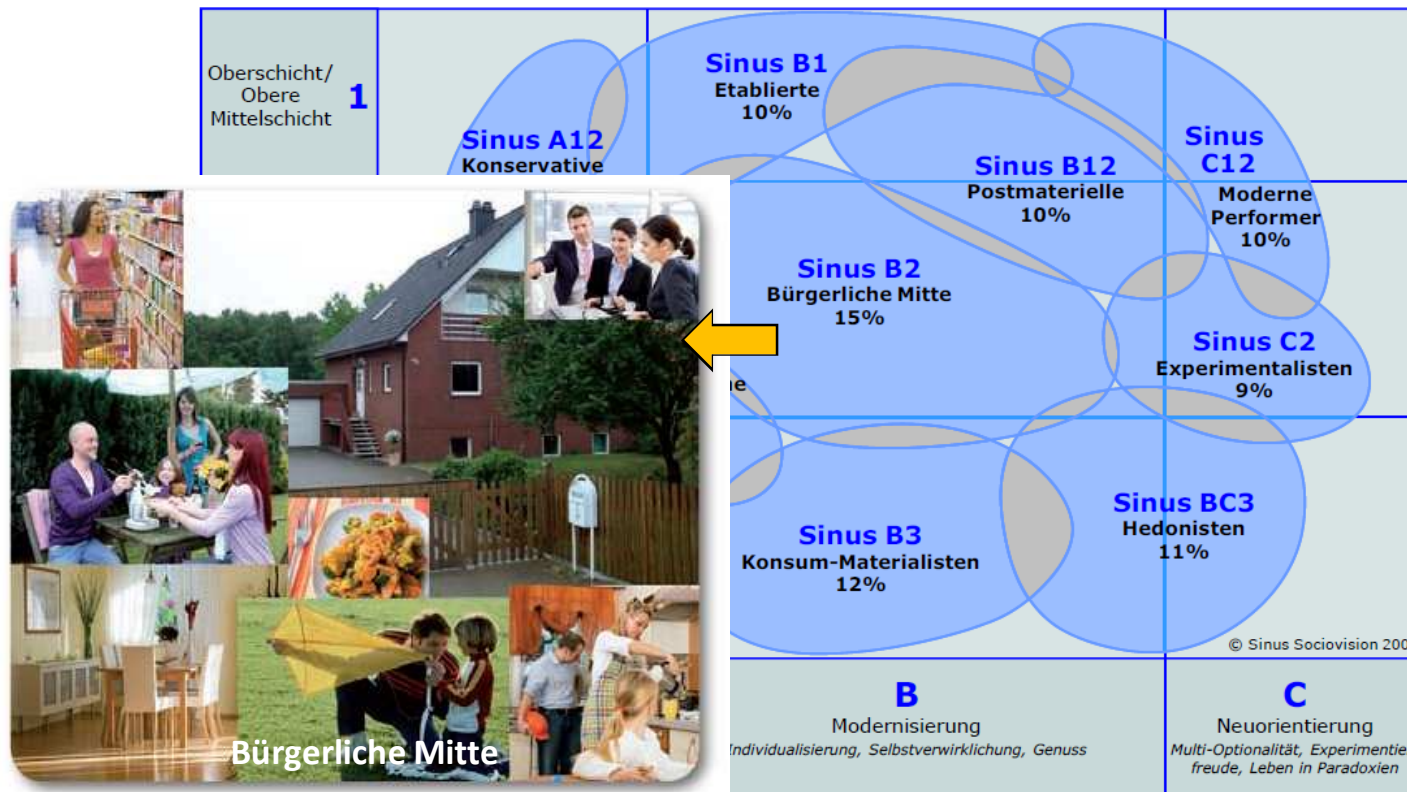 Oberschicht/
Obere
Mittelschicht
1
Sinus A12
Konservative
Sinus B1
Etablierte
10%
Sinus B12
Postmaterielle
10%
Sinus
C12
Moderne
Performer
10%
Sinus B2
Bürgerliche Mitte
15%
Sinus C2
Experimentalisten
9%
Sinus B3
Konsum-Materialisten
12%
Sinus BC3
Hedonisten
11%
© Sinus Sociovision 200
Bürgerliche Mitte
B
Modernisierung
Individualisierung, Selbstverwirklichung, Genuss
C
Neuorientierung
Multi-Optionalität, Experimentier
freude, Leben in Paradoxien